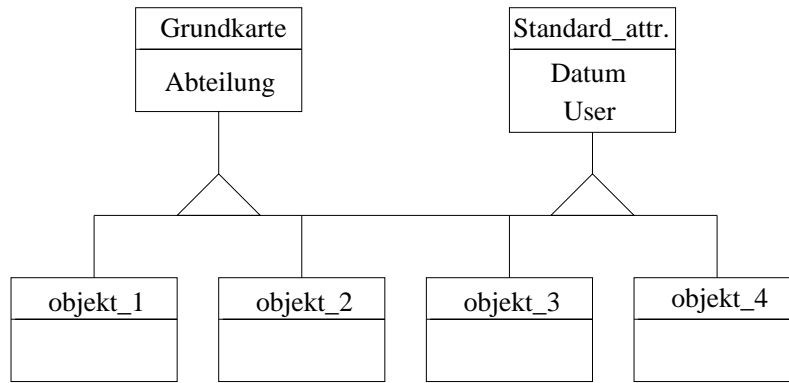 Grundkarte
Abteilung
Standard_attr.
Datum
User
objekt_1
objekt_2
objekt_3
objekt_4